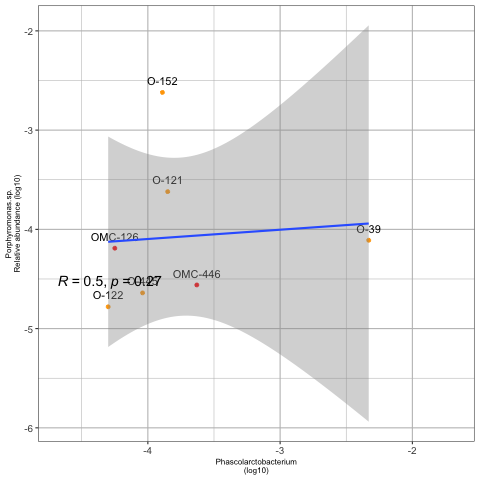 -2
O-152
-3
O-121
-4
O-39
OMC-126
OMC-446
R = 0.5, p = 0.27
O-122
-5
-6
-4
-3
-2
Phascolarctobacterium
(log10)
Porphyromonas.sp.
Relative abundance (log10)